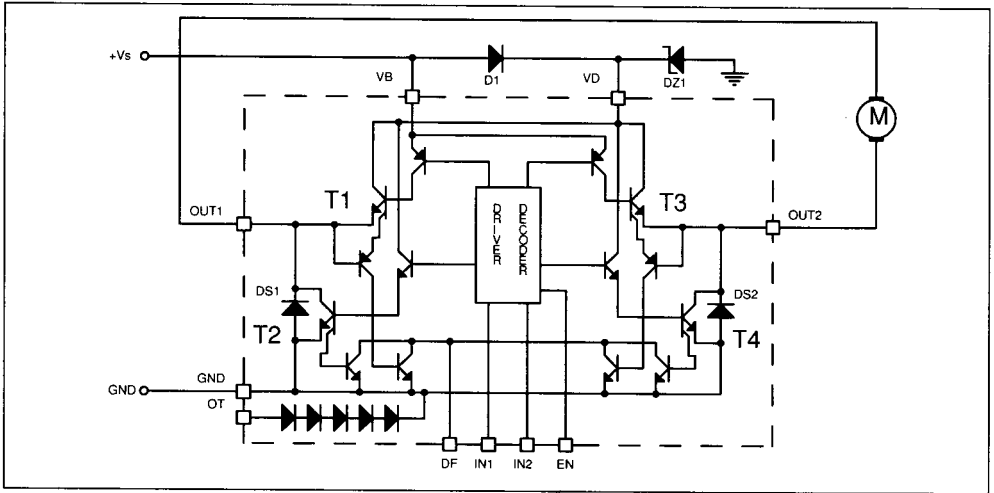 +Vs
VB
D1
VD
DZ1
M
T1
T3
OUT1
OUT2
DRIVER
DECODER
DS1
DS2
T2
T4
GND
GND
OT
DF
IN1
IN2
EN